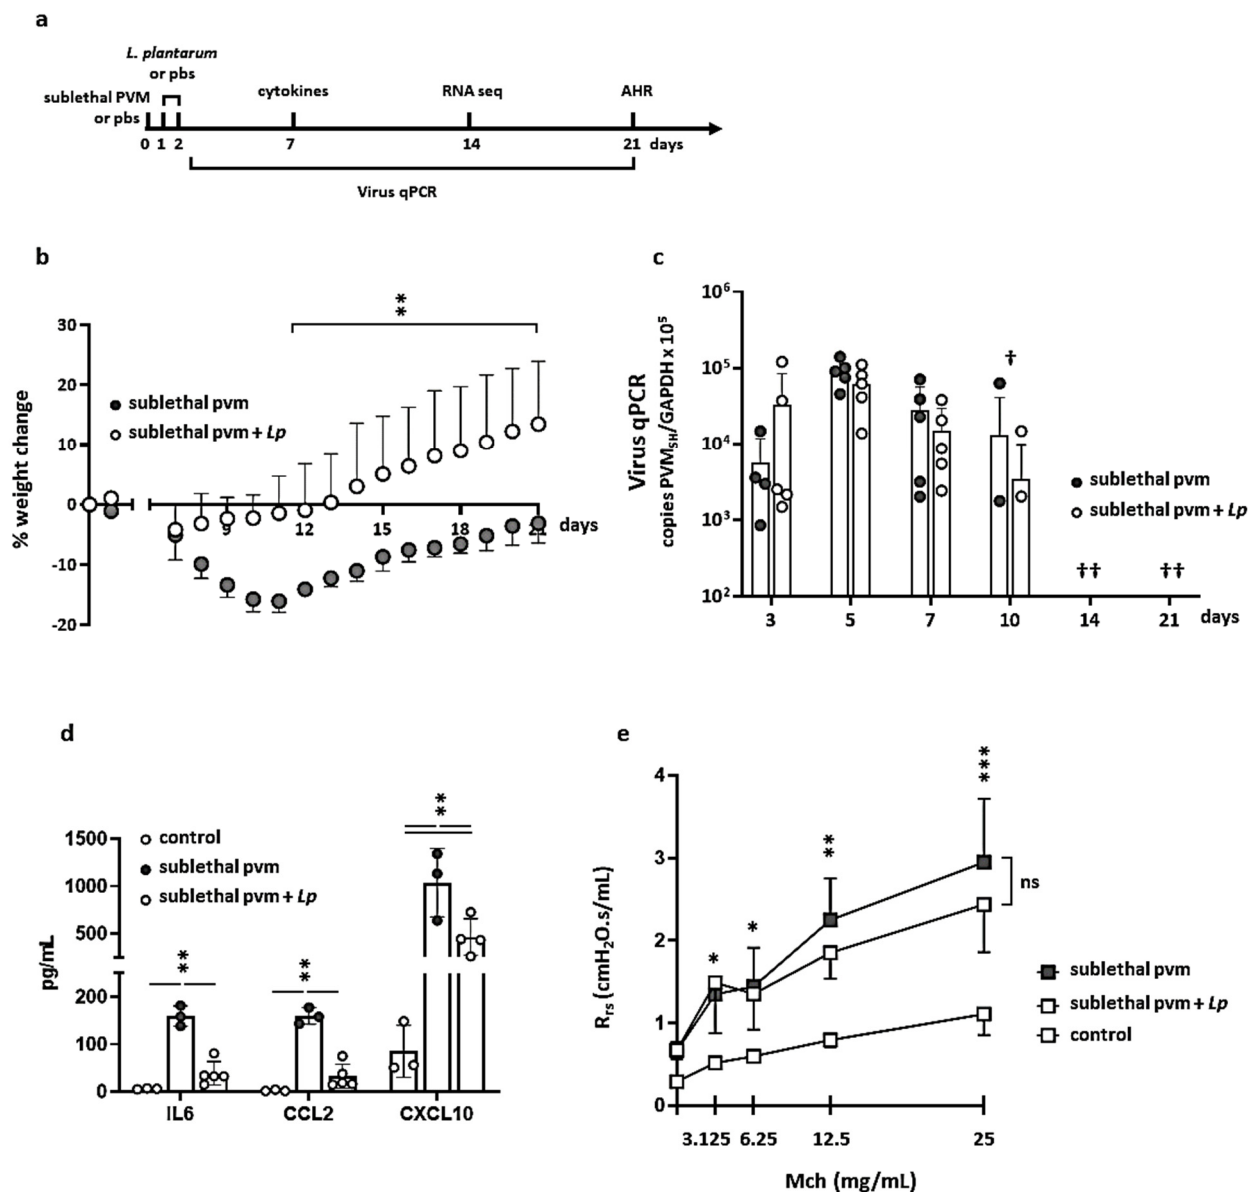 a
L. plantarum
or pbs
sublethal PVM
or pbs
cytokines
RNA seq
AHR
0 1 2 7 14 21 days
Virus qPCR
b
% weight change
30
20
10
0
-10
-20
**
sublethal pvm
sublethal pvm + Lp
9 12 15 18 21 days
c
Virus qPCR
copies PVM_SH/GAPDH x 10⁵
10⁶
10⁵
10⁴
10³
10²
†
sublethal pvm
sublethal pvm + Lp
†† ††
3 5 7 10 14 21 days
d
pg/mL
1500
1000
500
200
100
0
control
sublethal pvm
sublethal pvm + Lp
** ** **
IL6 CCL2 CXCL10
e
R_rs (cmH₂O.s/mL)
4
3
2
1
0
* * ** ***
ns
sublethal pvm
sublethal pvm + Lp
control
3.125 6.25 12.5 25
Mch (mg/mL)